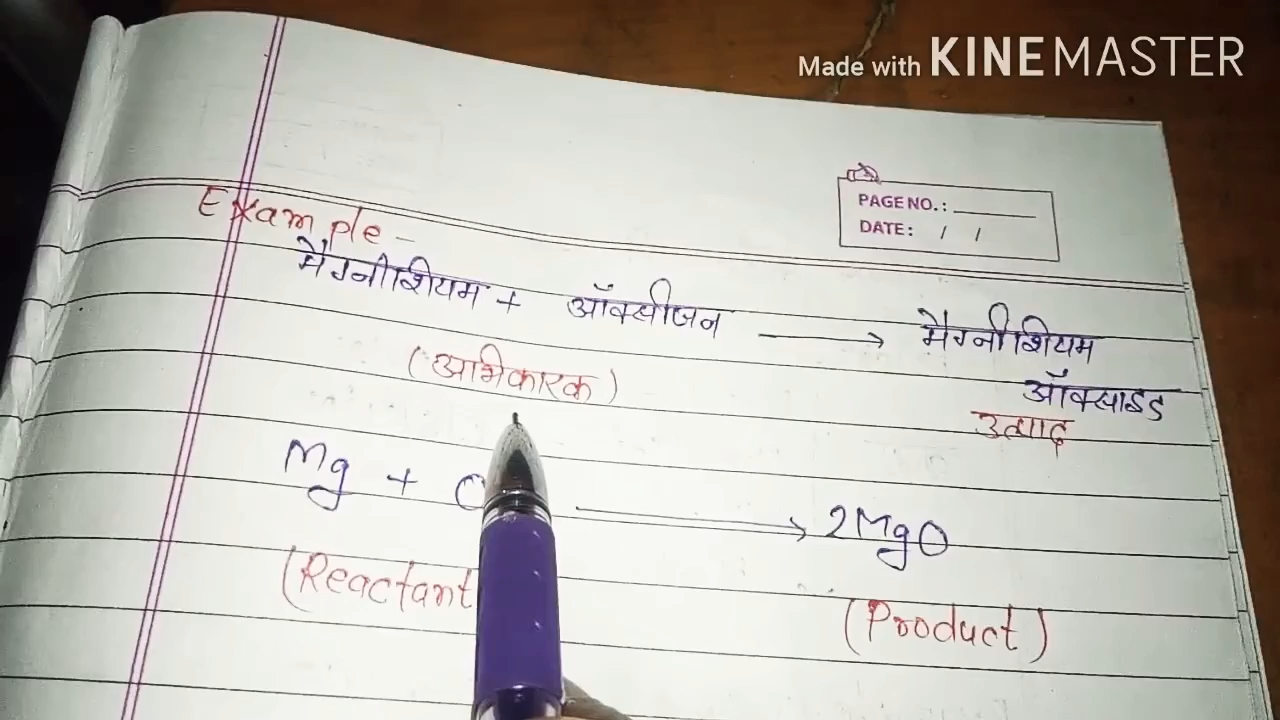 Made with KINEMASTER
PAGE NO.:
DATE: / /
Example -
मैग्नीशियम + ऑक्सीजन → मैग्नीशियम
ऑक्साइड
(अभिकारक)
उत्पाद
Mg + → 2MgO
(Reactant
(Product)